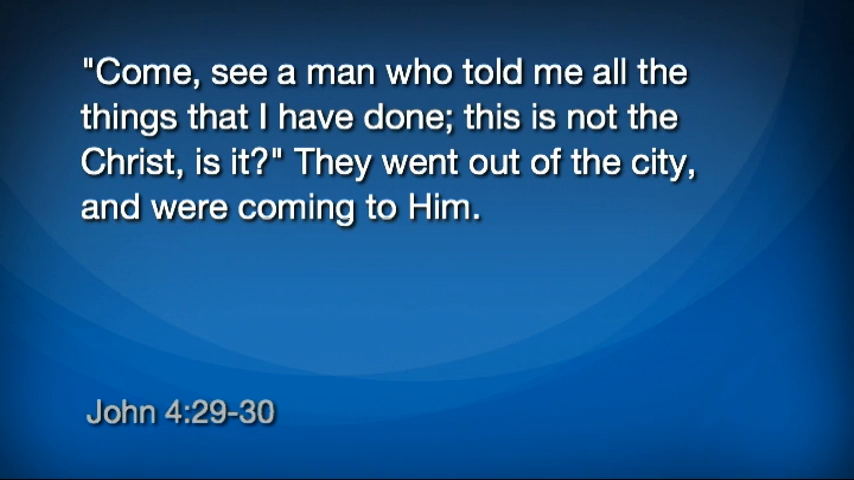 "Come, see a man who told me all the
things that I have done; this is not the
Christ, is it?" They went out of the city,
and were coming to Him.
John 4:29-30